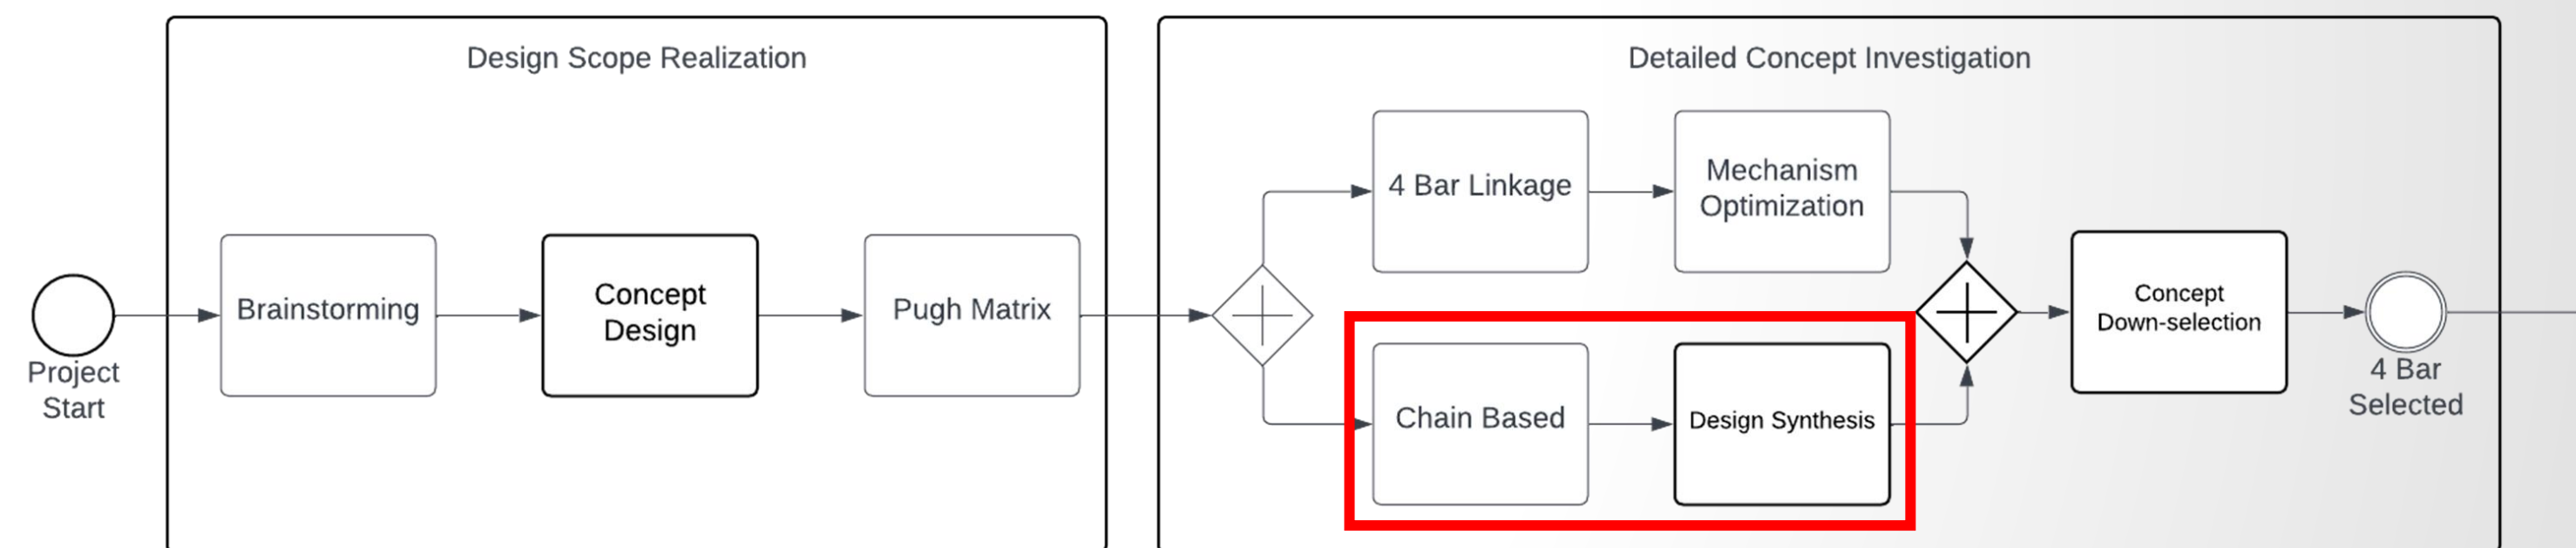 Design Scope Realization
Project
Start
Brainstorming
Concept
Design
Pugh Matrix
Detailed Concept Investigation
4 Bar Linkage
Mechanism
Optimization
Chain Based
Design Synthesis
Concept
Down-selection
4 Bar
Selected